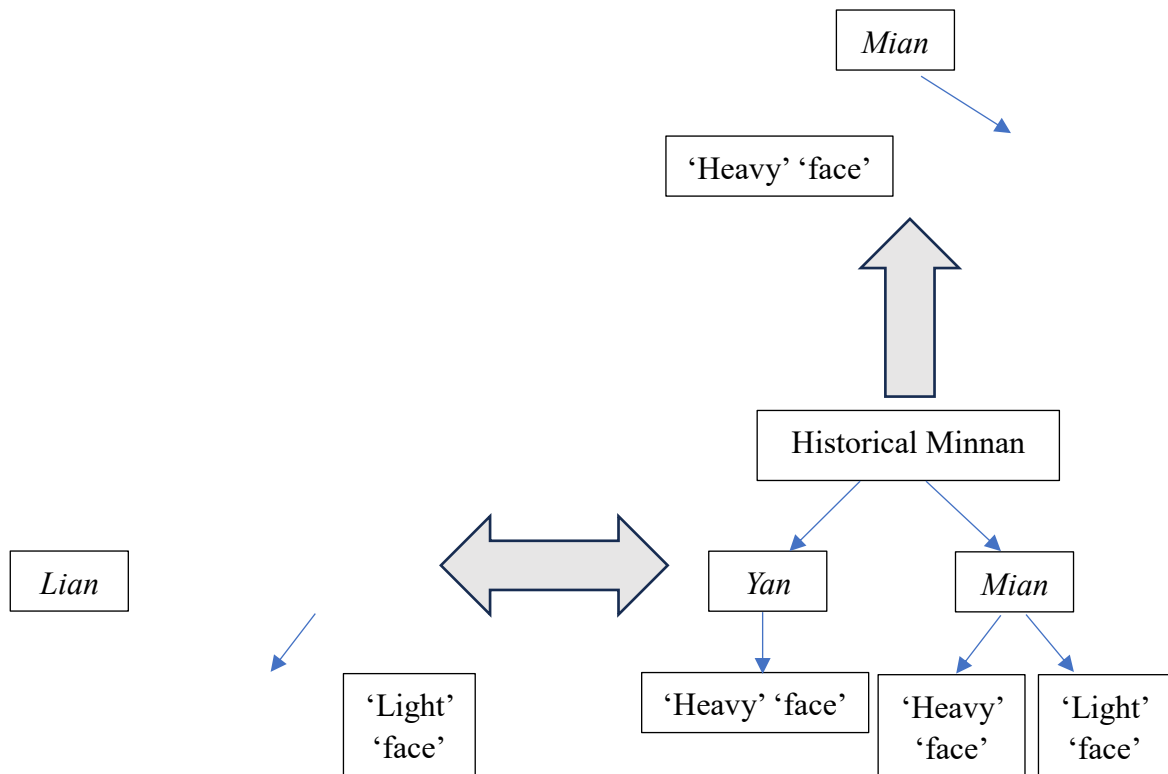 Mian
‘Heavy’ ‘face’
Historical Minnan
Lian
Yan
Mian
‘Light’
‘face’
‘Heavy’ ‘face’
‘Heavy’
‘face’
‘Light’
‘face’